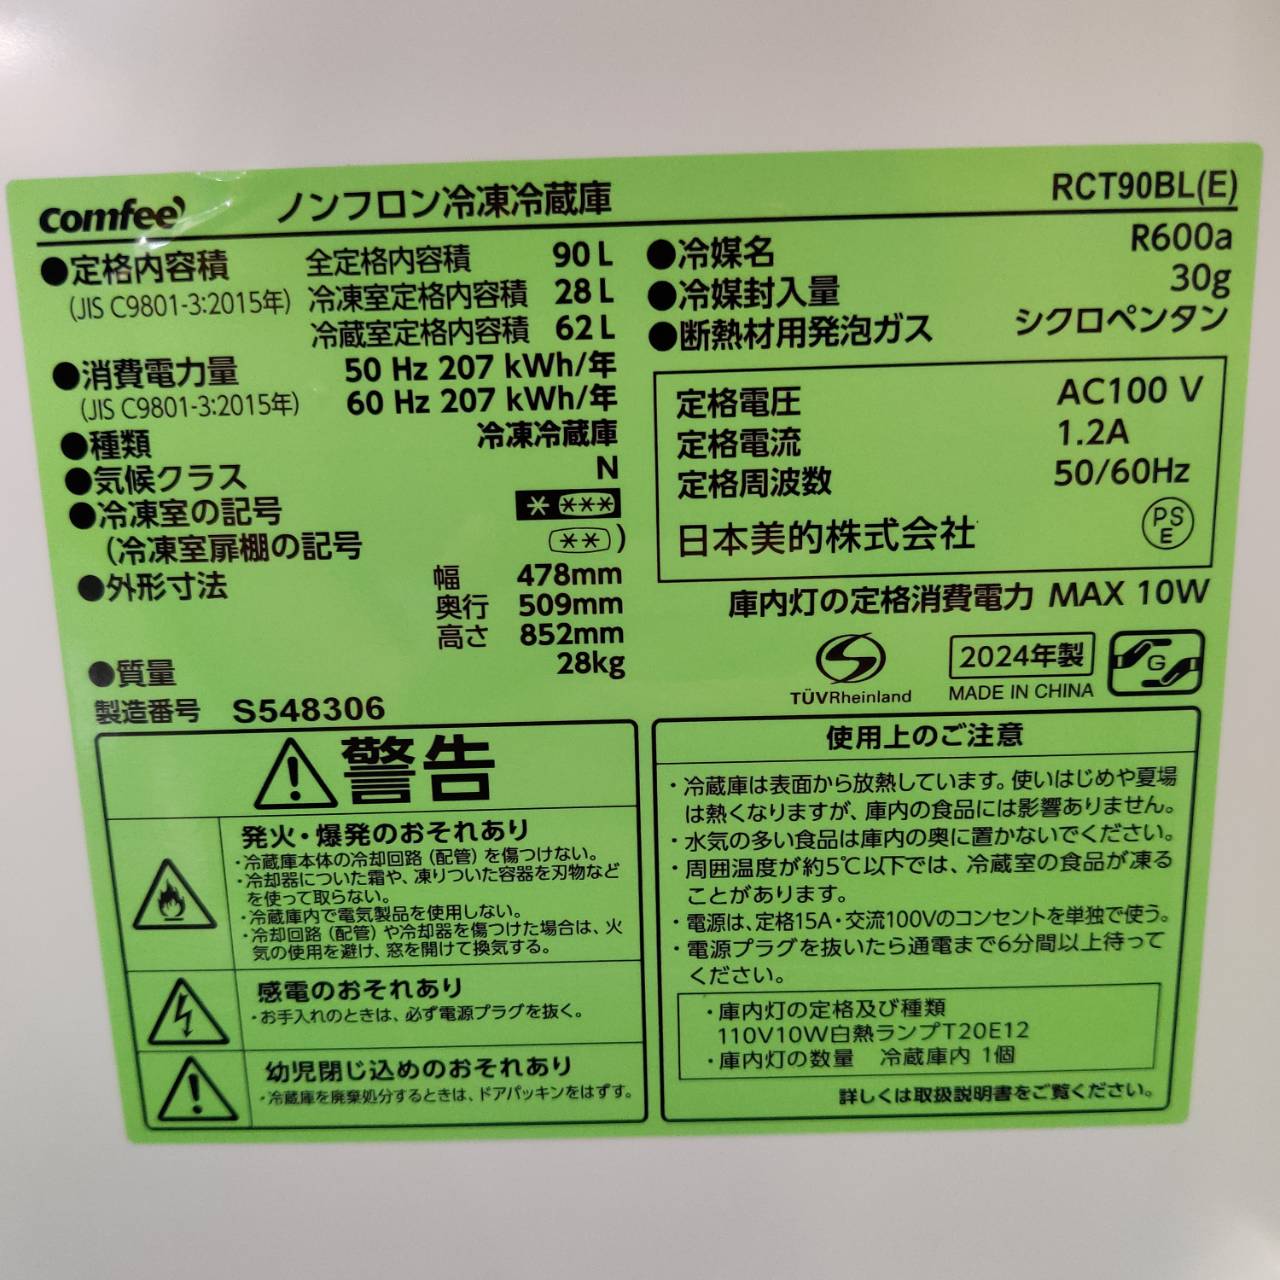 comfee'
ノンフロン冷凍冷蔵庫
RCT90BL(E)
●定格内容積 全定格内容積 90 L
(JIS C9801-3:2015年) 冷凍室定格内容積 28 L
冷蔵室定格内容積 62 L
●消費電力量 50 Hz 207 kWh/年
(JIS C9801-3:2015年) 60 Hz 207 kWh/年
●種類 冷凍冷蔵庫
●気候クラス N
●冷凍室の記号 * ***
(冷凍室扉棚の記号 ** )
●外形寸法 幅 478mm
奥行 509mm
高さ 852mm
●質量 28kg
製造番号 S548306
●冷媒名 R600a
●冷媒封入量 30g
●断熱材用発泡ガス シクロペンタン
定格電圧 AC100 V
定格電流 1.2A
定格周波数 50/60Hz
日本美的株式会社 PS E
庫内灯の定格消費電力 MAX 10W
TÜVRheinland
2024年製
MADE IN CHINA
G
警告
発火・爆発のおそれあり
・冷蔵庫本体の冷却回路(配管)を傷つけない。
・冷却器についた霜や、凍りついた容器を刃物など
を使って取らない。
・冷蔵庫内で電気製品を使用しない。
・冷却回路(配管)や冷却器を傷つけた場合は、火
気の使用を避け、窓を開けて換気する。
感電のおそれあり
・お手入れのときは、必ず電源プラグを抜く。
幼児閉じ込めのおそれあり
・冷蔵庫を廃棄処分するときは、ドアパッキンをはずす。
使用上のご注意
・冷蔵庫は表面から放熱しています。使いはじめや夏場
は熱くなりますが、庫内の食品には影響ありません。
・水気の多い食品は庫内の奥に置かないでください。
・周囲温度が約5℃以下では、冷蔵室の食品が凍る
ことがあります。
・電源は、定格15A・交流100Vのコンセントを単独で使う。
・電源プラグを抜いたら通電まで6分間以上待って
ください。
・庫内灯の定格及び種類
110V10W白熱ランプT20E12
・庫内灯の数量 冷蔵庫内 1個
詳しくは取扱説明書をご覧ください。